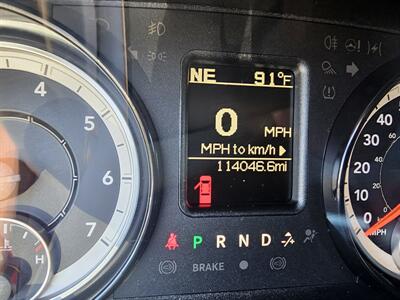 NE 91°F
0 MPH
MPH to km/h
114046.6mi
P R N D
BRAKE
4
5
6
7
H
40
30
20
10
0
MPH